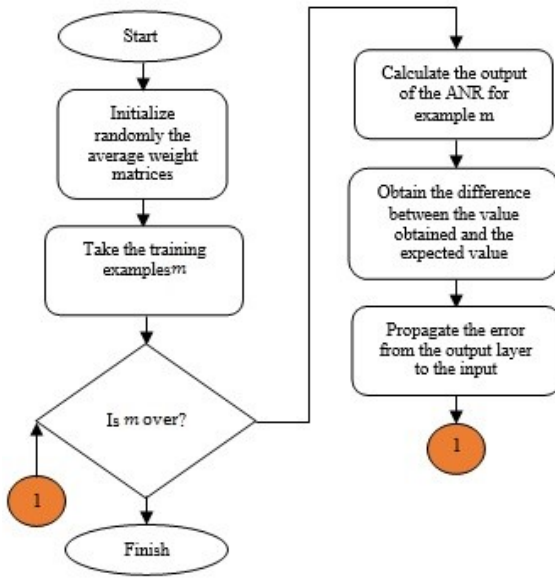 Start
Initialize
randomly the
average weight
matrices
Take the training
examples m
Is m over?
1
Finish
Calculate the output
of the ANR for
example m
Obtain the difference
between the value
obtained and the
expected value
Propagate the error
from the output layer
to the input
1